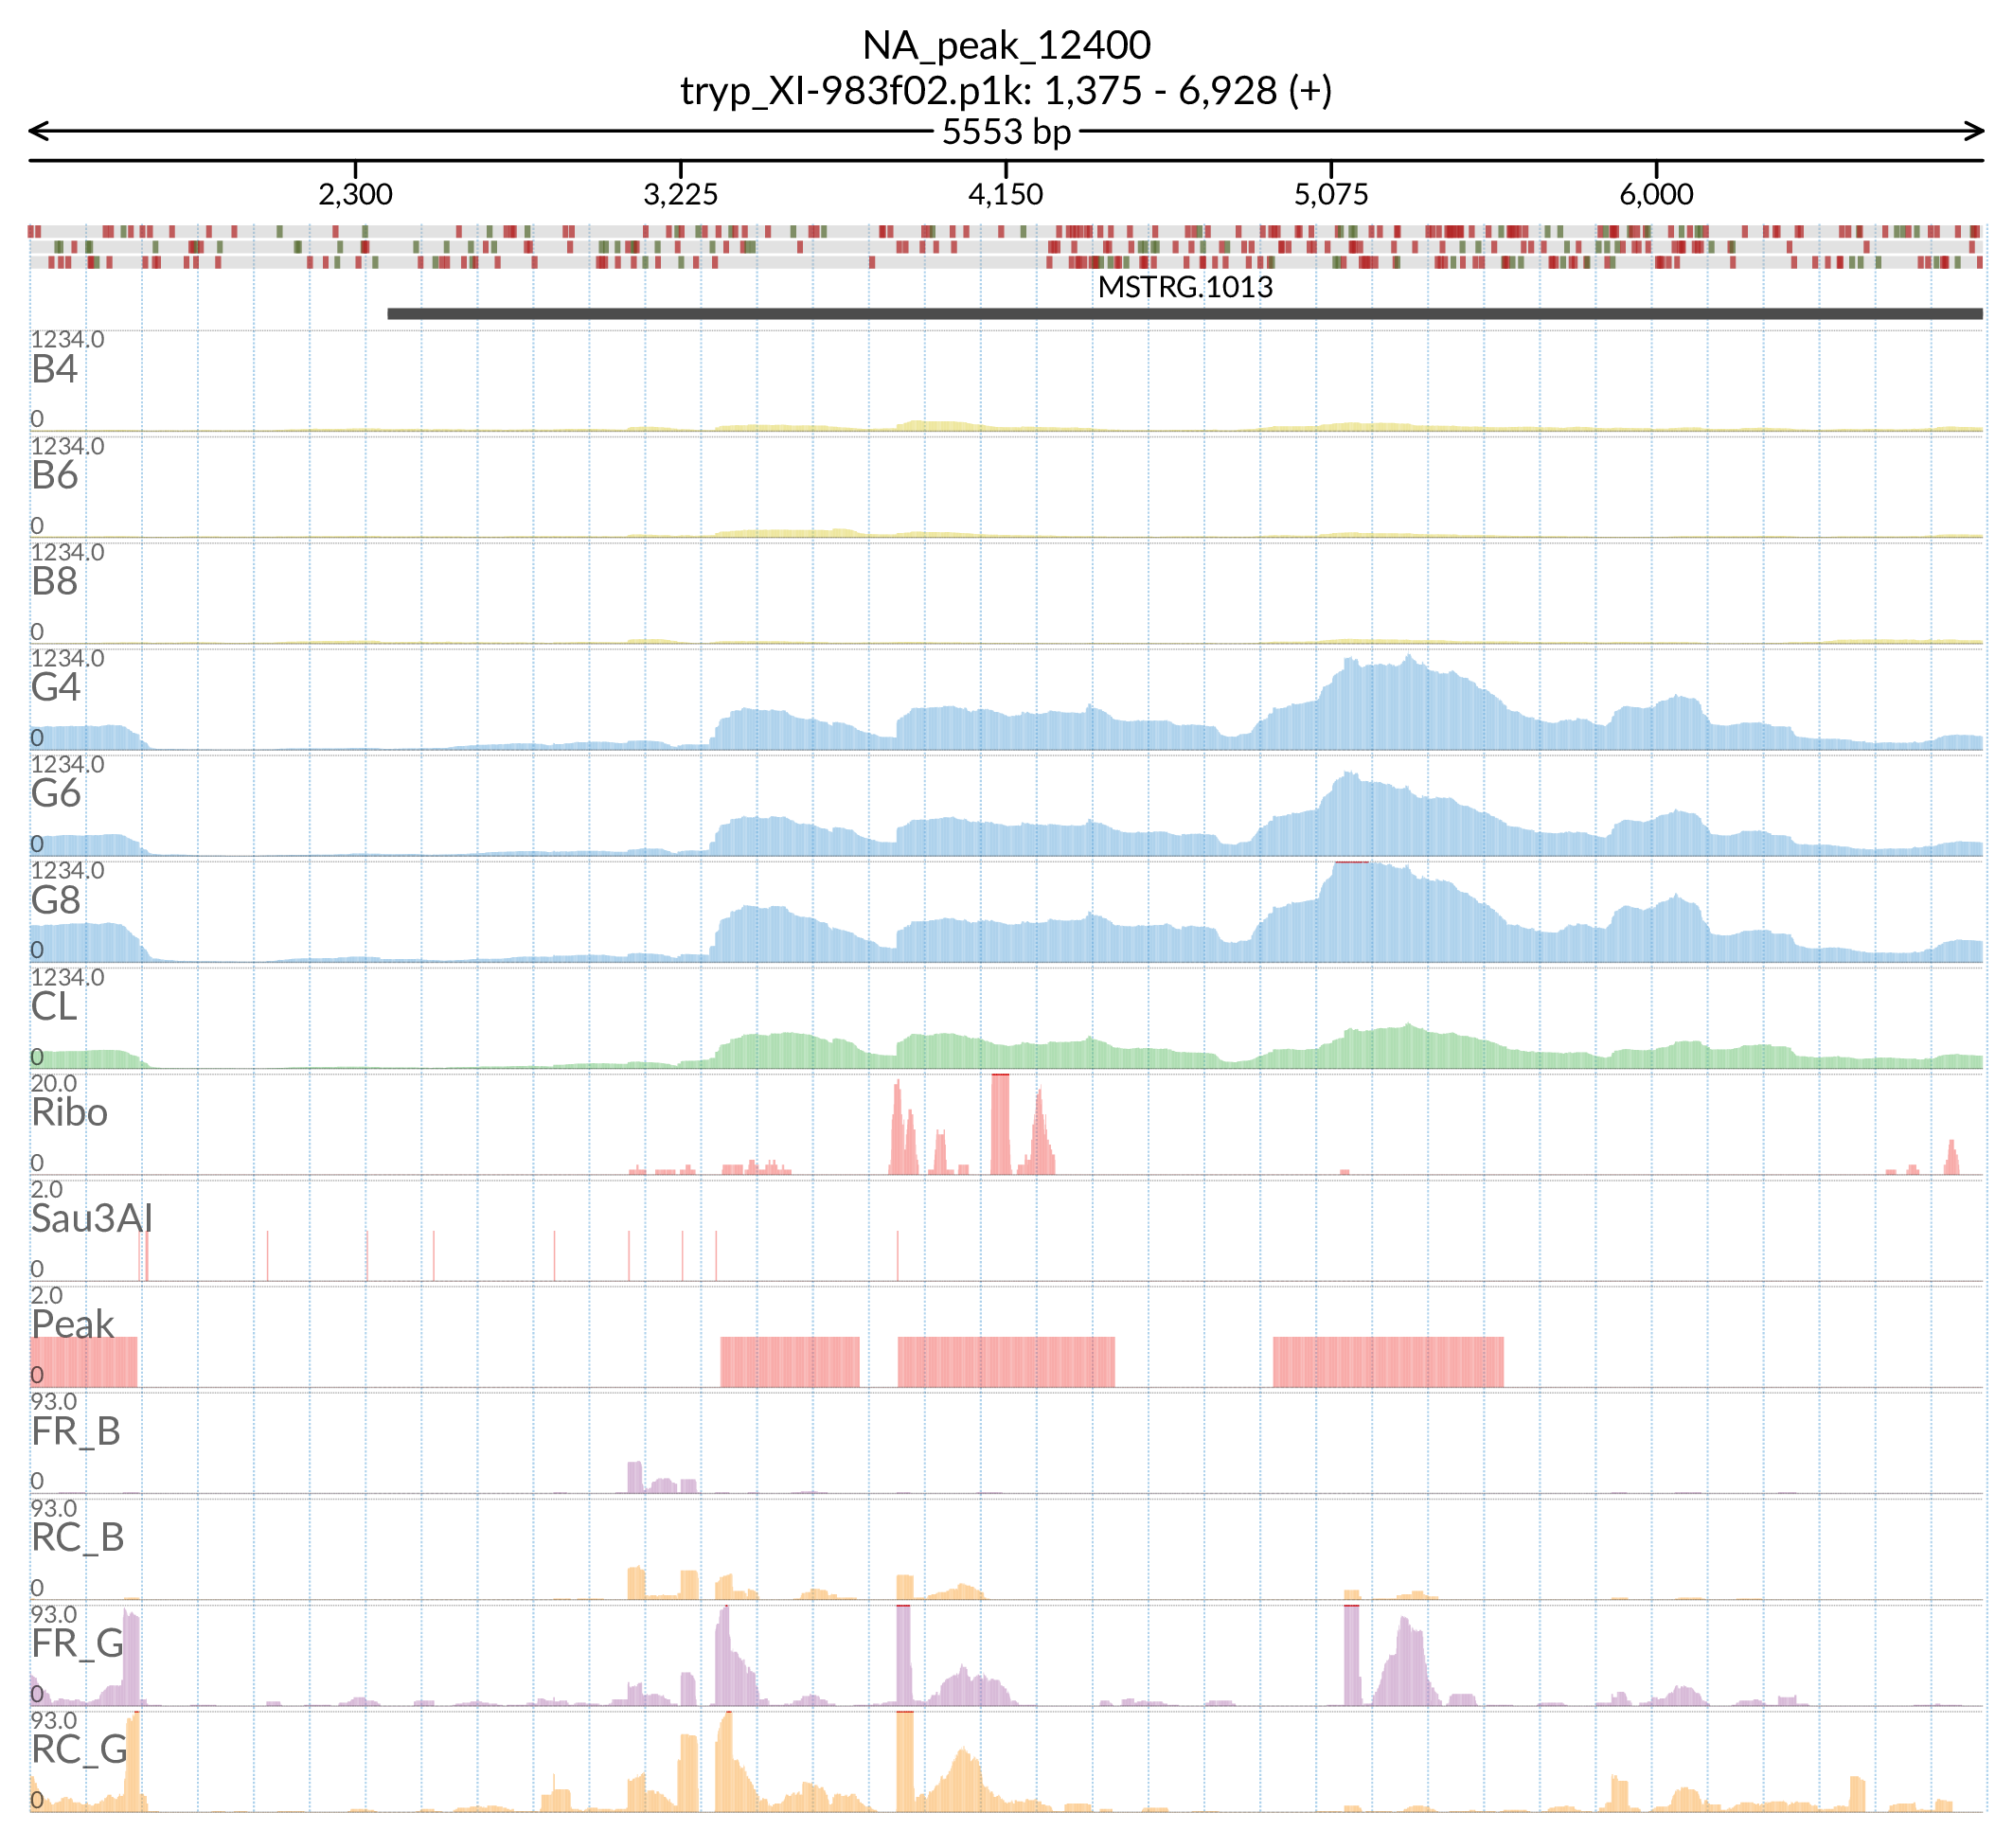 NA_peak_12400
tryp_XI-983f02.p1k: 1,375 - 6,928 (+)
5553 bp
2,300 3,225 4,150 5,075 6,000
MSTRG.1013
1234.0
B4
0
1234.0
B6
0
1234.0
B8
0
1234.0
G4
0
1234.0
G6
0
1234.0
G8
0
1234.0
CL
0
20.0
Ribo
0
2.0
Sau3AI
0
2.0
Peak
0
93.0
FR_B
0
93.0
RC_B
0
93.0
FR_G
0
93.0
RC_G
0